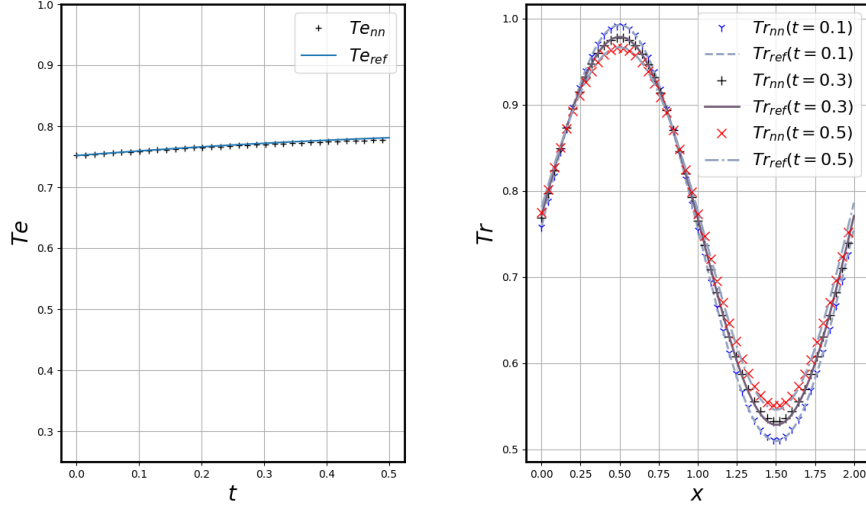 1.0
0.9
0.8
0.7
0.6
0.5
0.4
0.3
Te
0.0 0.1 0.2 0.3 0.4 0.5
t
Te_nn
Te_ref
1.0
0.9
0.8
0.7
0.6
0.5
Tr
0.00 0.25 0.50 0.75 1.00 1.25 1.50 1.75 2.00
x
Tr_nn(t = 0.1)
Tr_ref(t = 0.1)
Tr_nn(t = 0.3)
Tr_ref(t = 0.3)
Tr_nn(t = 0.5)
Tr_ref(t = 0.5)